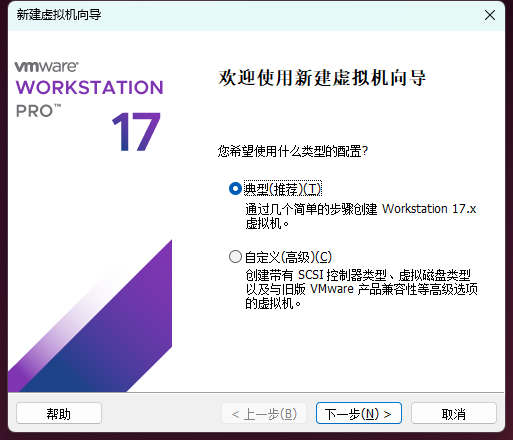 新建虚拟机向导
vmware
WORKSTATION
PRO™
17
欢迎使用新建虚拟机向导
您希望使用什么类型的配置?
典型(推荐)(T)
通过几个简单的步骤创建 Workstation 17.x
虚拟机。
自定义(高级)(C)
创建带有 SCSI 控制器类型、虚拟磁盘类型
以及与旧版 VMware 产品兼容性等高级选项
的虚拟机。
帮助 < 上一步(B) 下一步(N) > 取消